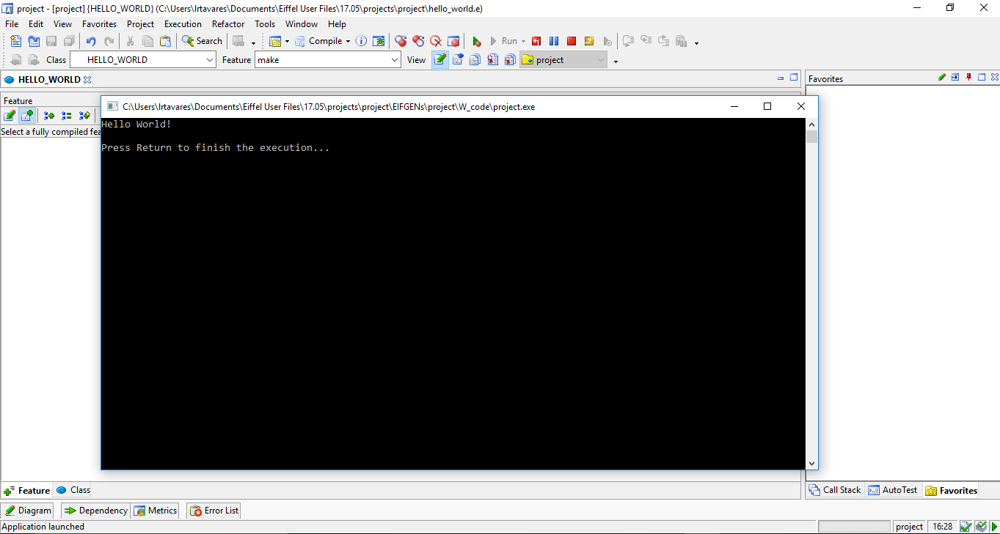 project - [project] {HELLO_WORLD} (C:\Users\lrtavares\Documents\Eiffel User Files\17.05\projects\project\hello_world.e)
File Edit View Favorites Project Execution Refactor Tools Window Help
Search Compile Run
Class HELLO_WORLD Feature make View project
HELLO_WORLD
Favorites
Feature
C:\Users\lrtavares\Documents\Eiffel User Files\17.05\projects\project\EIFGENs\project\W_code\project.exe
Hello World!
Select a fully compiled fea
Press Return to finish the execution...
Feature Class
Call Stack AutoTest Favorites
Diagram Dependency Metrics Error List
Application launched project 16:28